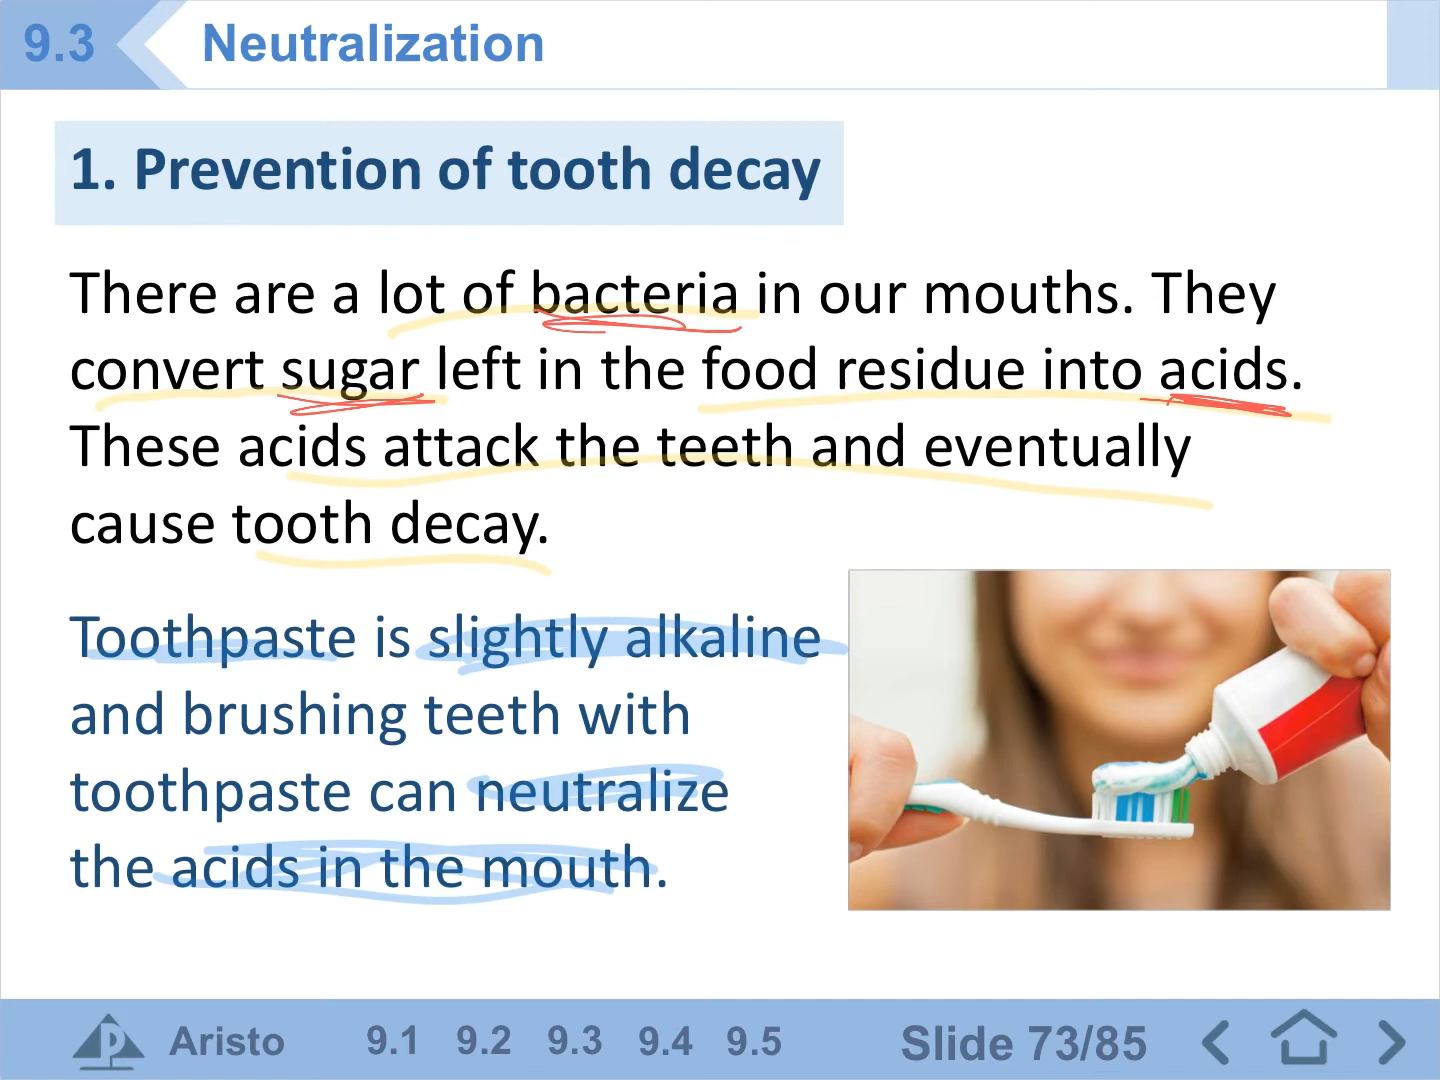 9.3 Neutralization
1. Prevention of tooth decay
There are a lot of bacteria in our mouths. They
convert sugar left in the food residue into acids.
These acids attack the teeth and eventually
cause tooth decay.
Toothpaste is slightly alkaline
and brushing teeth with
toothpaste can neutralize
the acids in the mouth.
Aristo 9.1 9.2 9.3 9.4 9.5 Slide 73/85